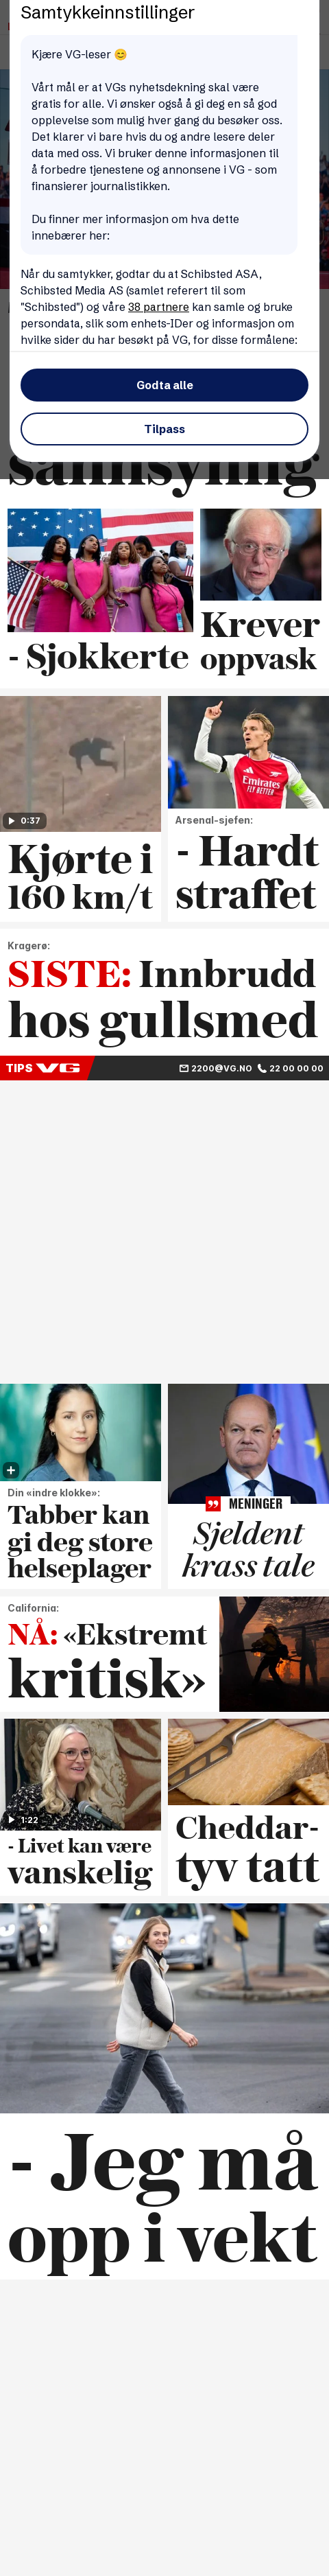 Samtykkeinnstillinger
Kjære VG-leser 😊
Vårt mål er at VGs nyhetsdekning skal være
gratis for alle. Vi ønsker også å gi deg en så god
opplevelse som mulig hver gang du besøker oss.
Det klarer vi bare hvis du og andre lesere deler
data med oss. Vi bruker denne informasjonen til
å forbedre tjenestene og annonsene i VG - som
finansierer journalistikken.
Du finner mer informasjon om hva dette
innebærer her:
Når du samtykker, godtar du at Schibsted ASA,
Schibsted Media AS (samlet referert til som
"Schibsted") og våre 38 partnere kan samle og bruke
persondata, slik som enhets-IDer og informasjon om
hvilke sider du har besøkt på VG, for disse formålene:
Godta alle
Tilpass
sannsynlig
- Sjokkerte
Krever
oppvask
0:37
Kjørte i
160 km/t
Arsenal-sjefen:
- Hardt
straffet
Kragerø:
SISTE: Innbrudd
hos gullsmed
TIPS VG
2200@VG.NO
22 00 00 00
Din «indre klokke»:
Tabber kan
gi deg store
helseplager
MENINGER
Sjeldent
krass tale
California:
NÅ: «Ekstremt
kritisk»
1:22
- Livet kan være
vanskelig
Cheddar-
tyv tatt
- Jeg må
opp i vekt